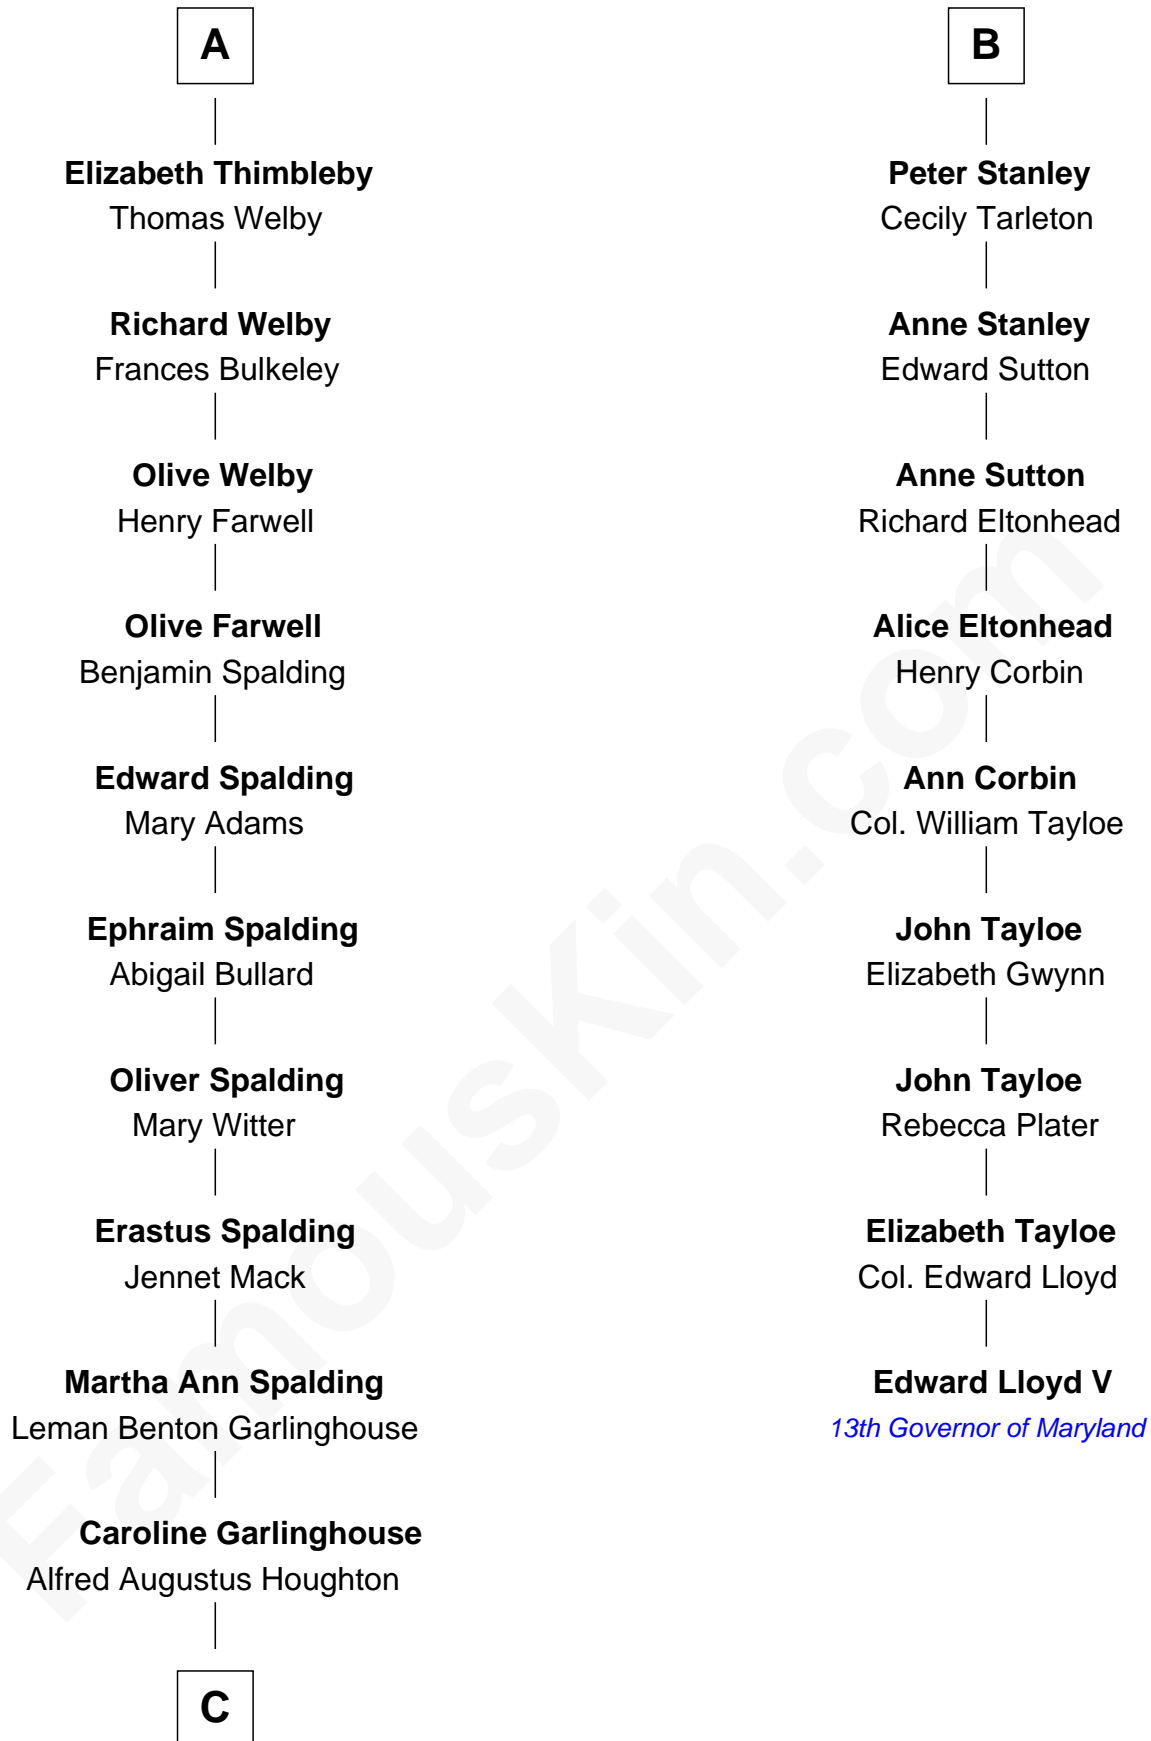 A
Elizabeth Thimbleby
Thomas Welby
Richard Welby
Frances Bulkeley
Olive Welby
Henry Farwell
Olive Farwell
Benjamin Spalding
Edward Spalding
Mary Adams
Ephraim Spalding
Abigail Bullard
Oliver Spalding
Mary Witter
Erastus Spalding
Jennet Mack
Martha Ann Spalding
Leman Benton Garlinghouse
Caroline Garlinghouse
Alfred Augustus Houghton
C
B
Peter Stanley
Cecily Tarleton
Anne Stanley
Edward Sutton
Anne Sutton
Richard Eltonhead
Alice Eltonhead
Henry Corbin
Ann Corbin
Col. William Tayloe
John Tayloe
Elizabeth Gwynn
John Tayloe
Rebecca Plater
Elizabeth Tayloe
Col. Edward Lloyd
Edward Lloyd V
13th Governor of Maryland
FamousKin.com